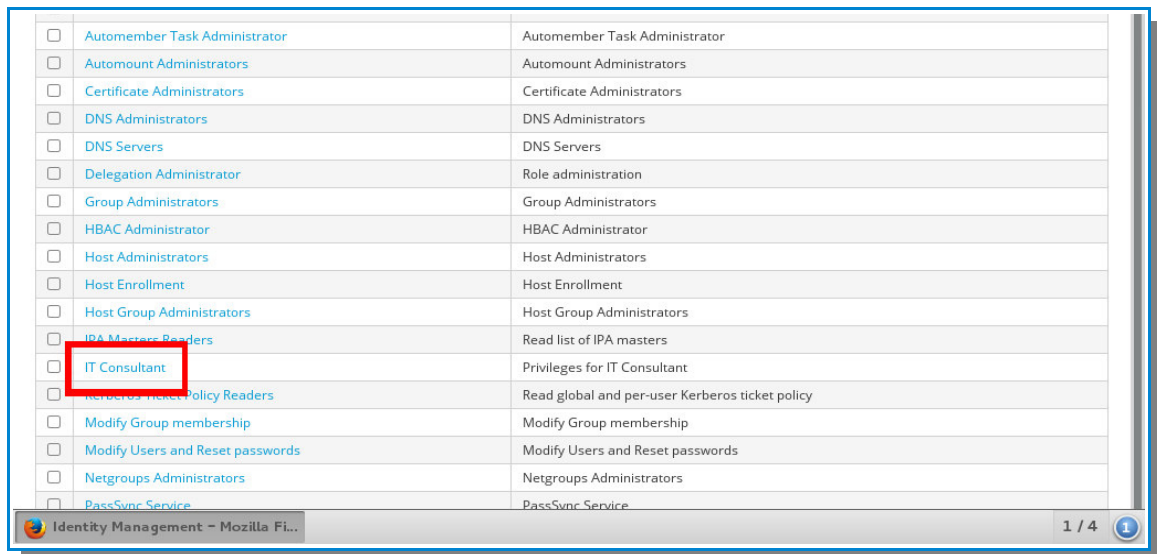 Automember Task Administrator Automember Task Administrator
Automount Administrators Automount Administrators
Certificate Administrators Certificate Administrators
DNS Administrators DNS Administrators
DNS Servers DNS Servers
Delegation Administrator Role administration
Group Administrators Group Administrators
HBAC Administrator HBAC Administrator
Host Administrators Host Administrators
Host Enrollment Host Enrollment
Host Group Administrators Host Group Administrators
IPA Masters Readers Read list of IPA masters
IT Consultant Privileges for IT Consultant
Kerberos Ticket Policy Readers Read global and per-user Kerberos ticket policy
Modify Group membership Modify Group membership
Modify Users and Reset passwords Modify Users and Reset passwords
Netgroups Administrators Netgroups Administrators
PassSync Service PassSync Service
Identity Management - Mozilla Fi... 1 / 4 1